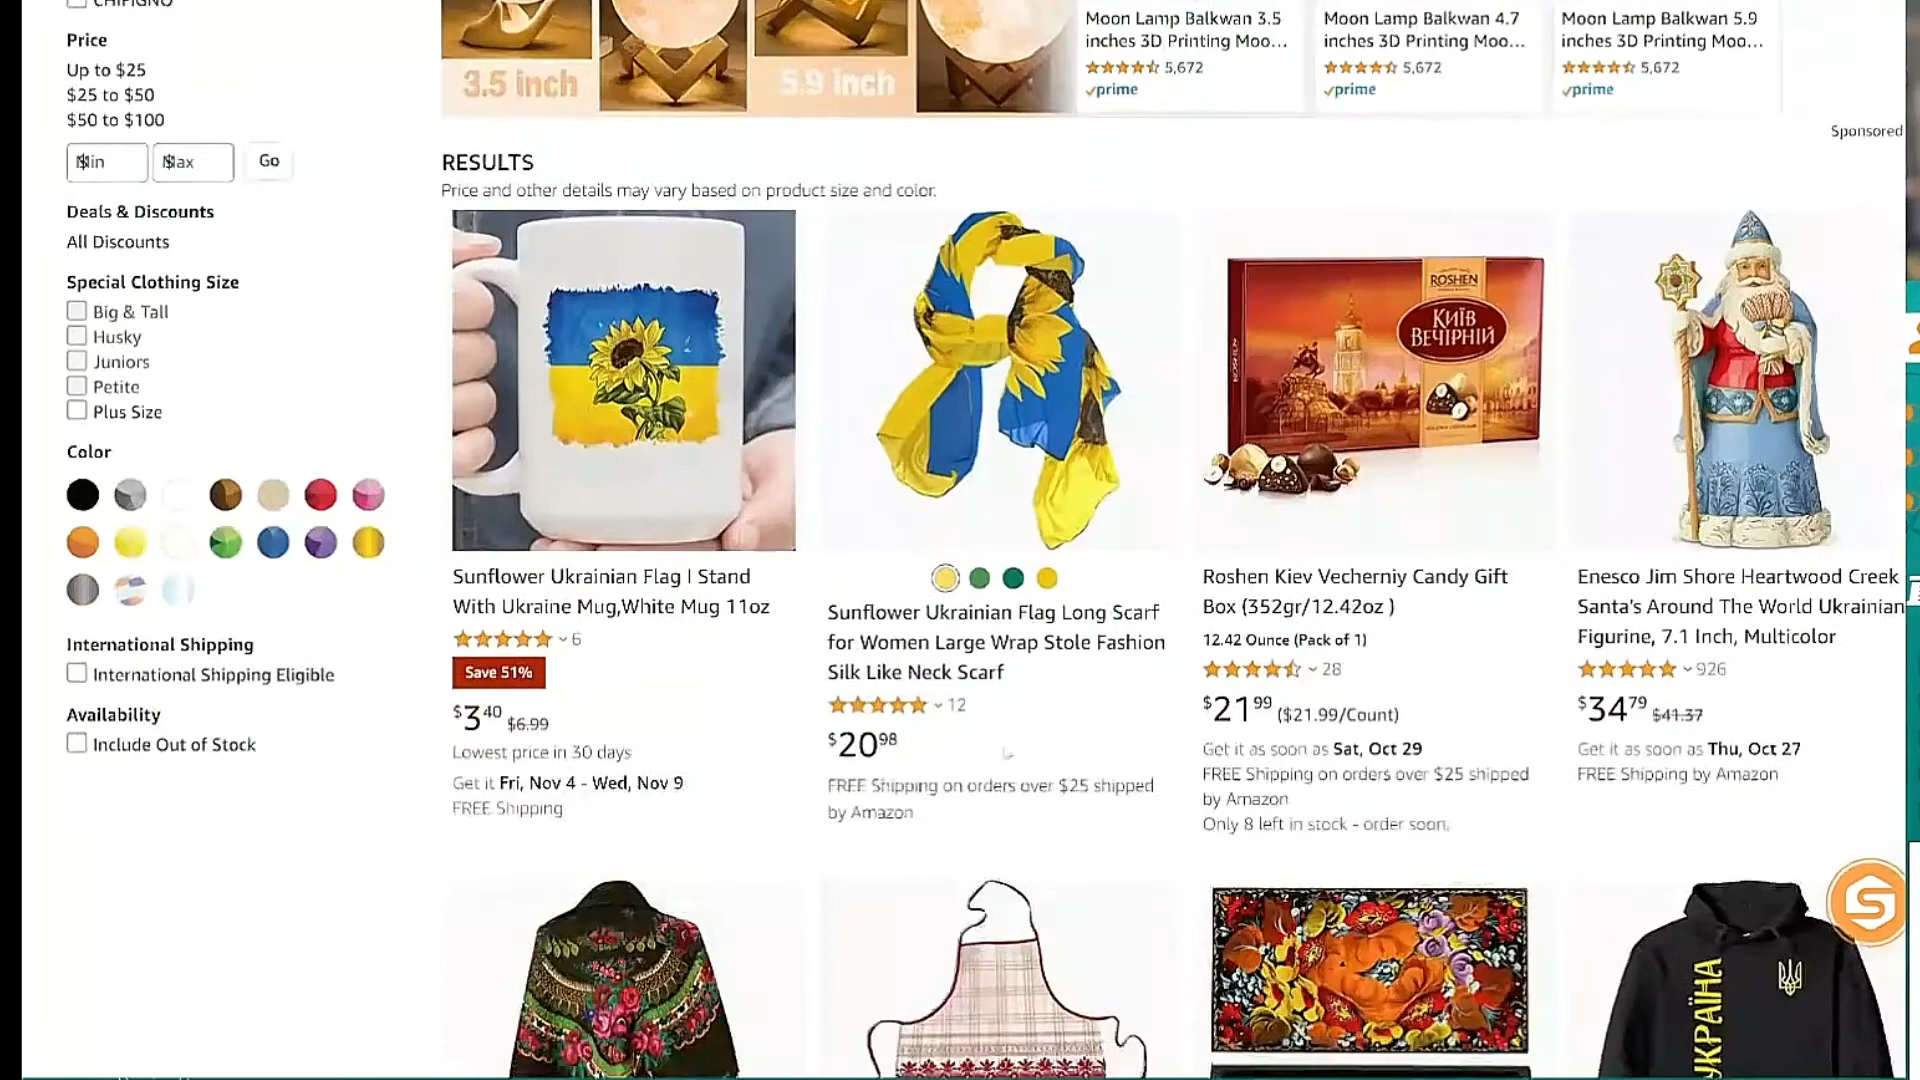 CHIPIGNO
Price
Up to $25
$25 to $50
$50 to $100
$ Min
$ Max
Go
Deals & Discounts
All Discounts
Special Clothing Size
Big & Tall
Husky
Juniors
Petite
Plus Size
Color
International Shipping
International Shipping Eligible
Availability
Include Out of Stock
3.5 inch
5.9 inch
Moon Lamp Balkwan 3.5
inches 3D Printing Moo...
5,672
prime
Moon Lamp Balkwan 4.7
inches 3D Printing Moo...
5,672
prime
Moon Lamp Balkwan 5.9
inches 3D Printing Moo...
5,672
prime
Sponsored
RESULTS
Price and other details may vary based on product size and color.
Sunflower Ukrainian Flag I Stand
With Ukraine Mug,White Mug 11oz
6
Save 51%
$3.40 $6.99
Lowest price in 30 days
Get it Fri, Nov 4 - Wed, Nov 9
FREE Shipping
Sunflower Ukrainian Flag Long Scarf
for Women Large Wrap Stole Fashion
Silk Like Neck Scarf
12
$20.98
FREE Shipping on orders over $25 shipped
by Amazon
ROSHEN
КИЇВ
ВЕЧІРНІЙ
ROSHEN
Roshen Kiev Vecherniy Candy Gift
Box (352gr/12.42oz )
12.42 Ounce (Pack of 1)
28
$21.99 ($21.99/Count)
Get it as soon as Sat, Oct 29
FREE Shipping on orders over $25 shipped
by Amazon
Only 8 left in stock - order soon.
Enesco Jim Shore Heartwood Creek
Santa's Around The World Ukrainian
Figurine, 7.1 Inch, Multicolor
926
$34.79 $41.37
Get it as soon as Thu, Oct 27
FREE Shipping by Amazon
УКРАЇНА